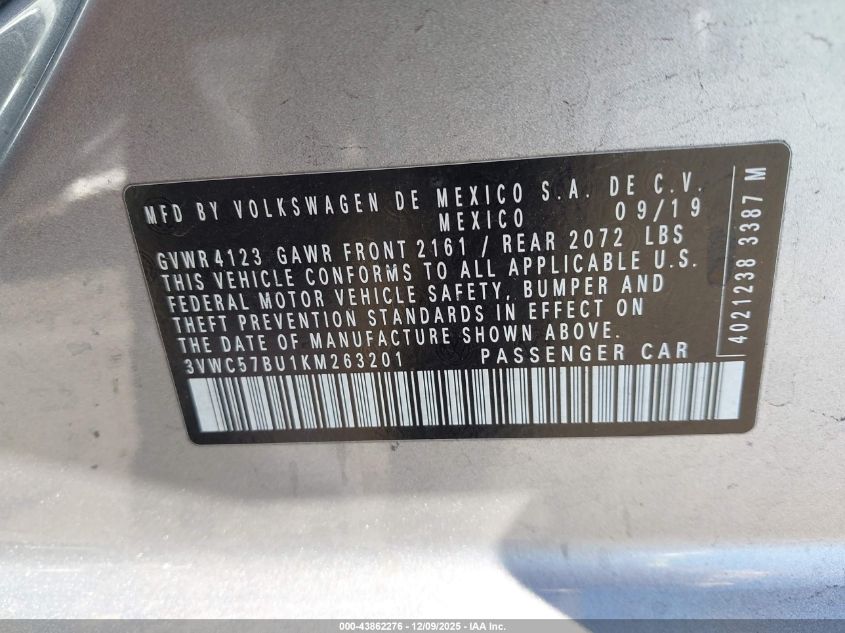 MFD BY VOLKSWAGEN DE MEXICO S.A. DE C.V.
MEXICO 09/19
GVWR 4123 GAWR FRONT 2161 / REAR 2072 LBS
THIS VEHICLE CONFORMS TO ALL APPLICABLE U.S.
FEDERAL MOTOR VEHICLE SAFETY, BUMPER AND
THEFT PREVENTION STANDARDS IN EFFECT ON
THE DATE OF MANUFACTURE SHOWN ABOVE.
3VWC57BU1KM263201 PASSENGER CAR
4021238 3387 M
000-43862276 - 12/09/2025 - IAA Inc.